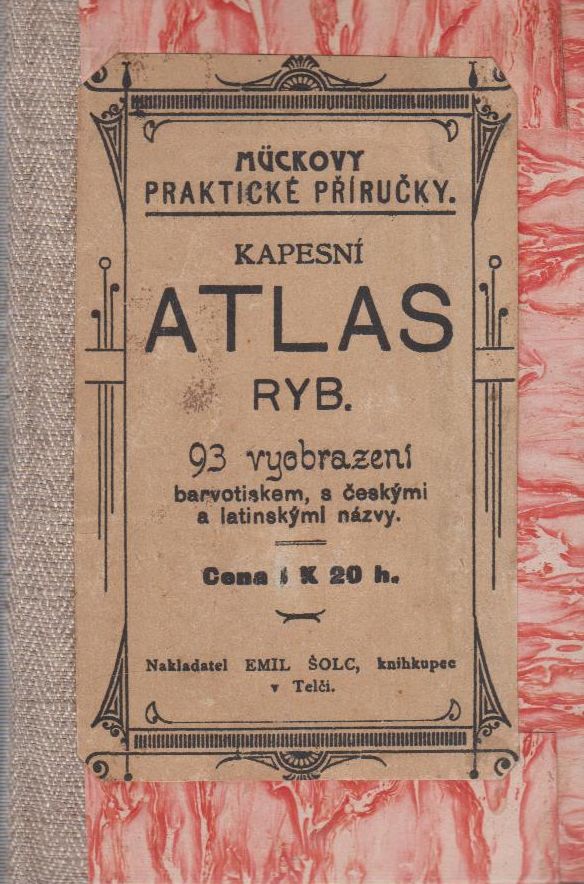 MÜCKOVY
PRAKTICKÉ PŘÍRUČKY.
KAPESNÍ
ATLAS
RYB.
93 vyobrazení
barvotiskem, s českými
a latinskými názvy.
Cena 1 K 20 h.
Nakladatel EMIL ŠOLC, knihkupec
v Telči.